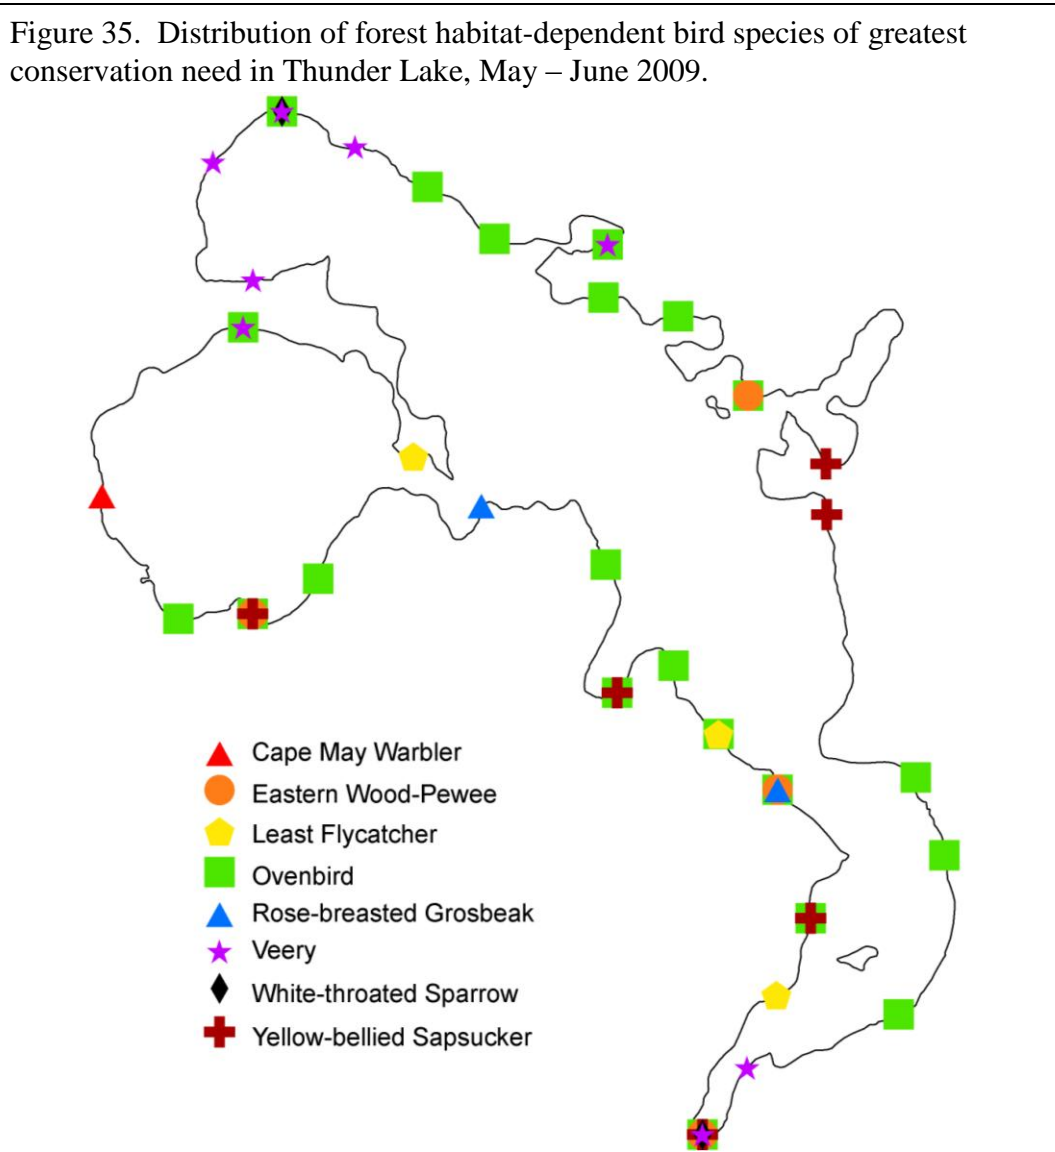 Figure 35.  Distribution of forest habitat-dependent bird species of greatest
conservation need in Thunder Lake, May – June 2009.
Cape May Warbler
Eastern Wood-Pewee
Least Flycatcher
Ovenbird
Rose-breasted Grosbeak
Veery
White-throated Sparrow
Yellow-bellied Sapsucker